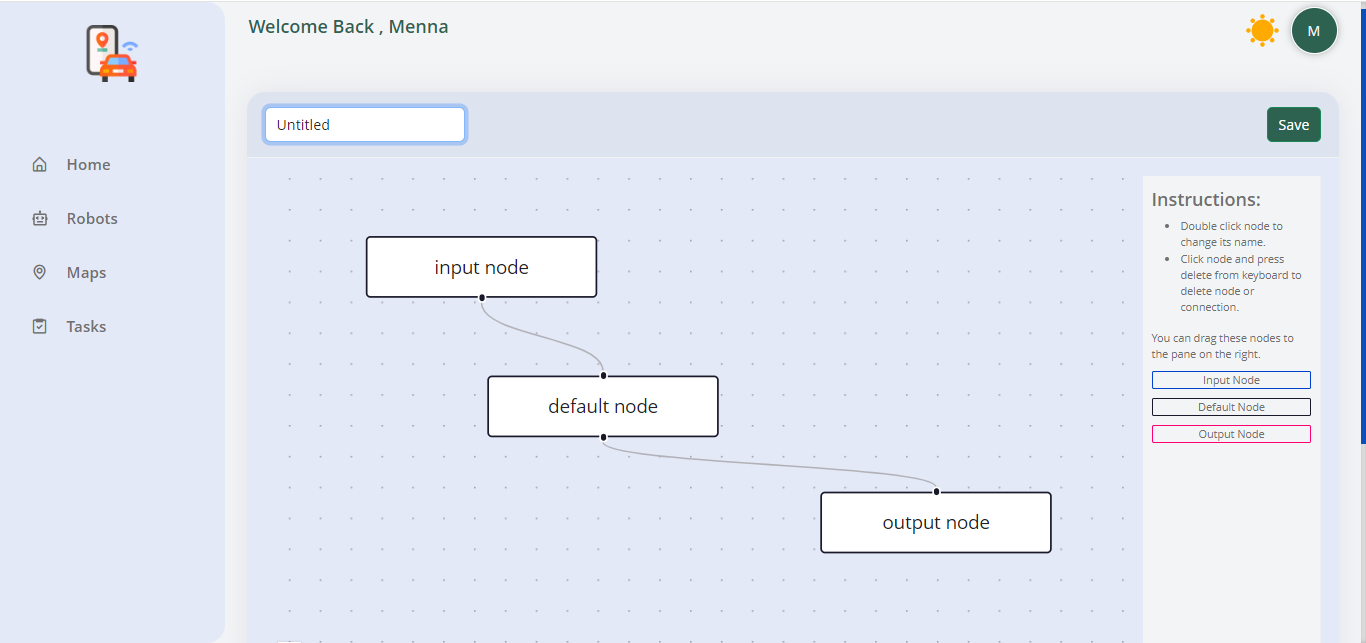 Welcome Back , Menna
M
Home
Robots
Maps
Tasks
Untitled
Save
input node
default node
output node
Instructions:
Double click node to
change its name.
Click node and press
delete from keyboard to
delete node or
connection.
You can drag these nodes to
the pane on the right.
Input Node
Default Node
Output Node